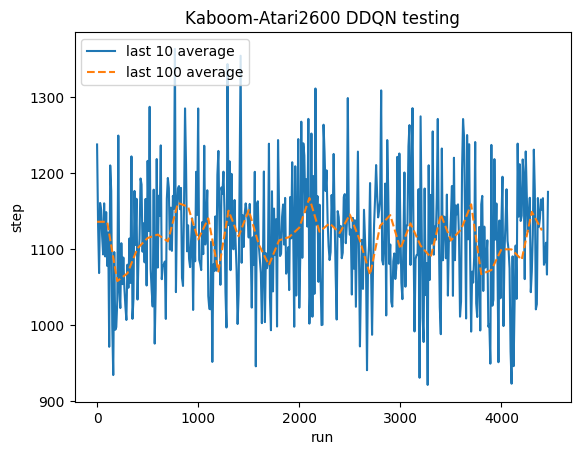 Kaboom-Atari2600 DDQN testing
last 10 average
last 100 average
1300
1200
1100
1000
900
step
0
1000
2000
3000
4000
run